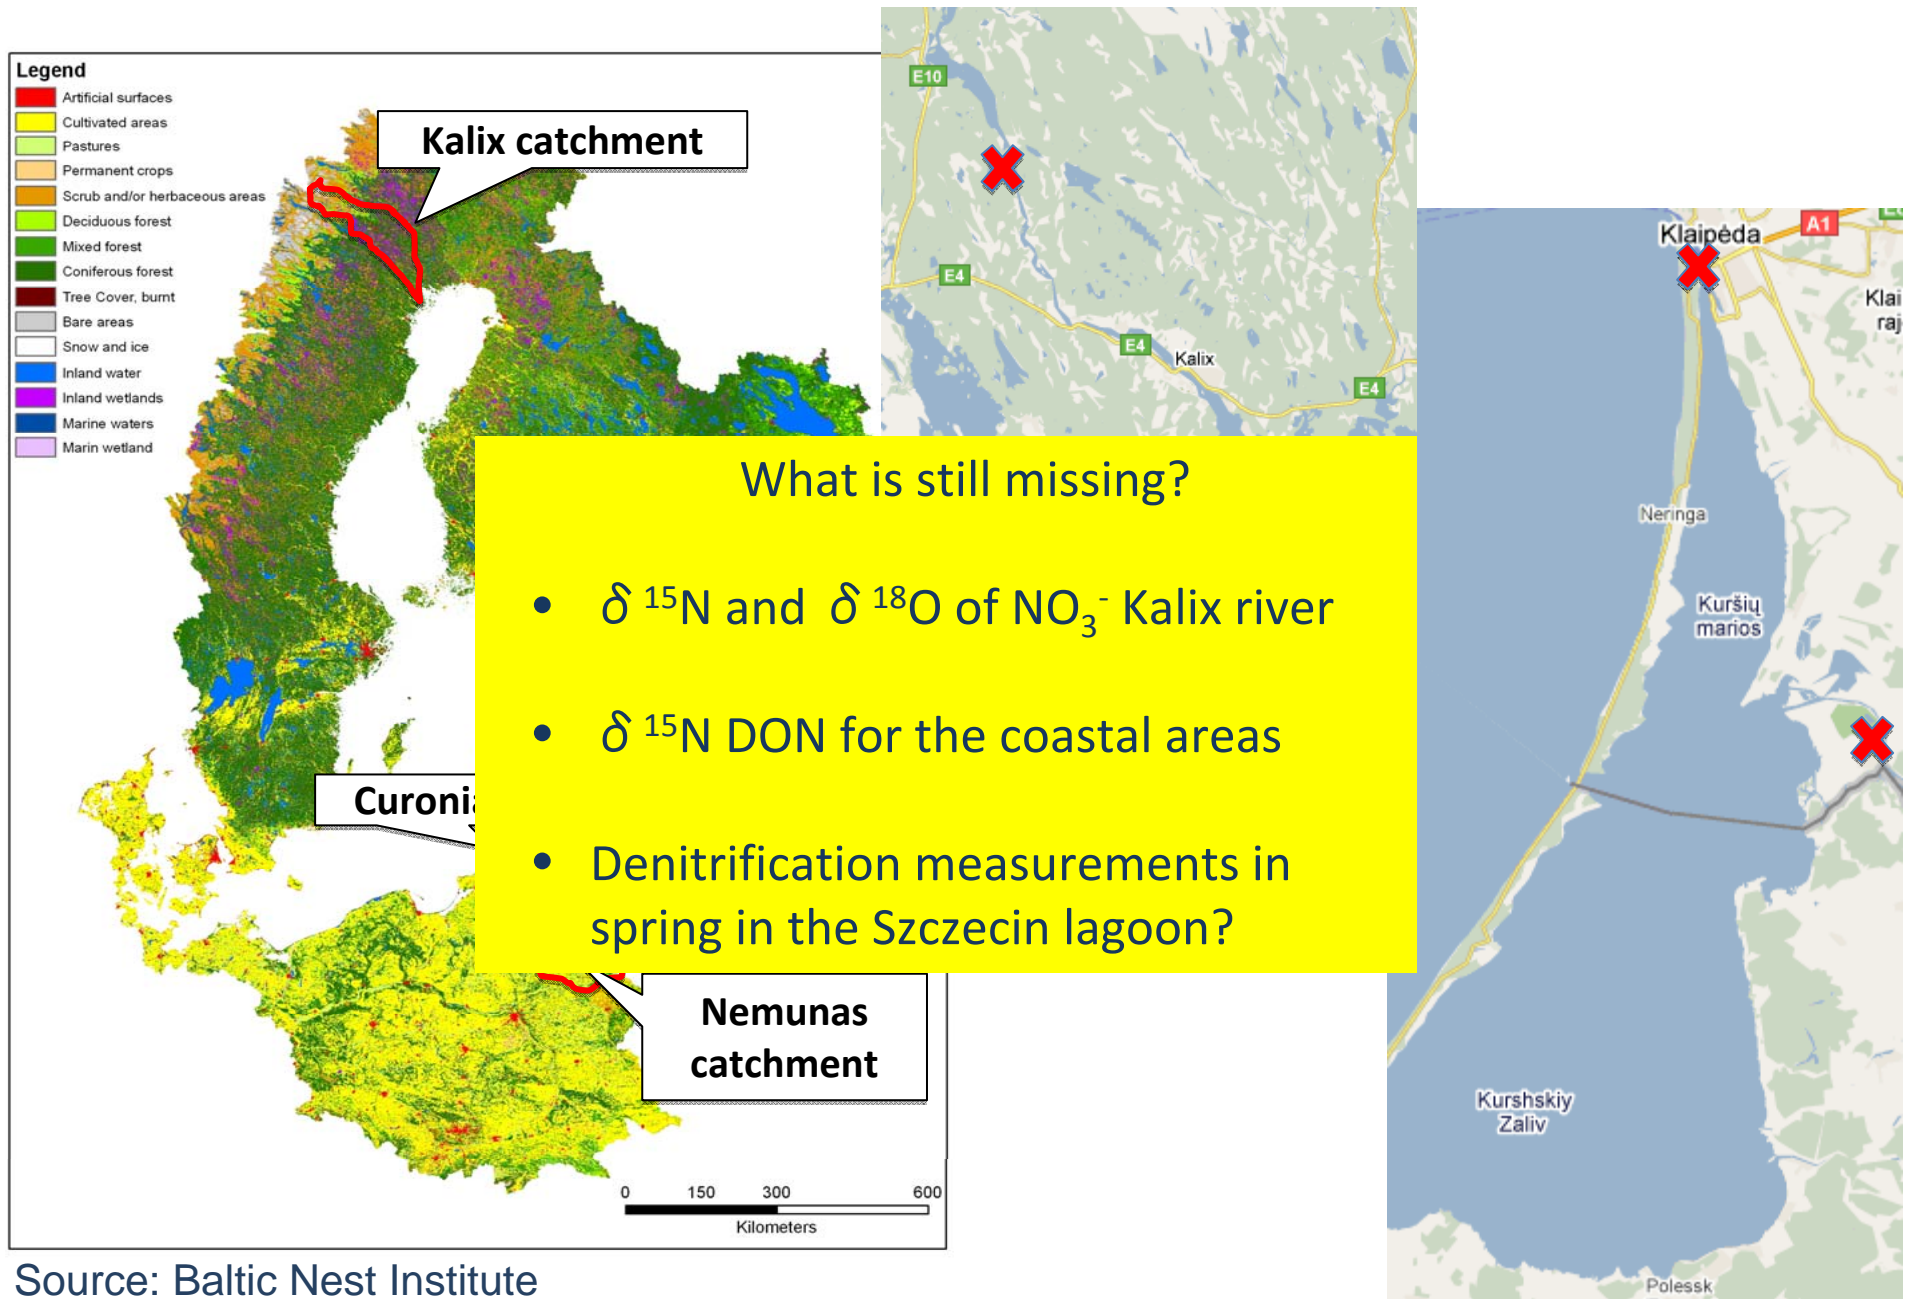 Legend
Artificial surfaces
Cultivated areas
Pastures
Permanent crops
Scrub and/or herbaceous areas
Deciduous forest
Mixed forest
Coniferous forest
Tree Cover, burnt
Bare areas
Snow and ice
Inland water
Inland wetlands
Marine waters
Marin wetland
Kalix catchment
E10
E4
E4
Kalix
E4
Klaipėda
A1
Klai
raj
Neringa
Kuršių
marios
Kurshskiy
Zaliv
Polessk
What is still missing?
• δ ¹⁵N and δ ¹⁸O of NO₃⁻ Kalix river
• δ ¹⁵N DON for the coastal areas
• Denitrification measurements in
spring in the Szczecin lagoon?
Nemunas
catchment
0 150 300 600
Kilometers
Source: Baltic Nest Institute